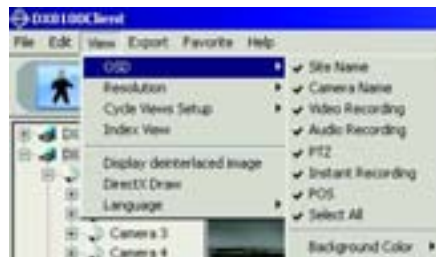 DX8100Client
File Edit View Export Favorite Help
OSD
Resolution
Cycle Views Setup
Index View
Display deinterlaced image
DirectX Draw
Language
Site Name
Camera Name
Video Recording
Audio Recording
PTZ
Instant Recording
POS
Select All
Background Color
DX
DX
Camera 3
Camera 4